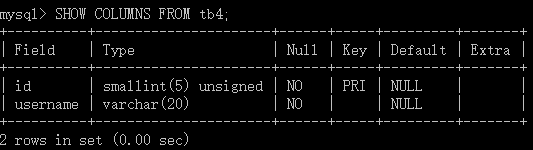 mysql> SHOW COLUMNS FROM tb4;
+----------+----------------------+------+-----+---------+-------+
| Field    | Type                 | Null | Key | Default | Extra |
+----------+----------------------+------+-----+---------+-------+
| id       | smallint(5) unsigned | NO   | PRI | NULL    |       |
| username | varchar(20)          | NO   |     | NULL    |       |
+----------+----------------------+------+-----+---------+-------+
2 rows in set (0.00 sec)